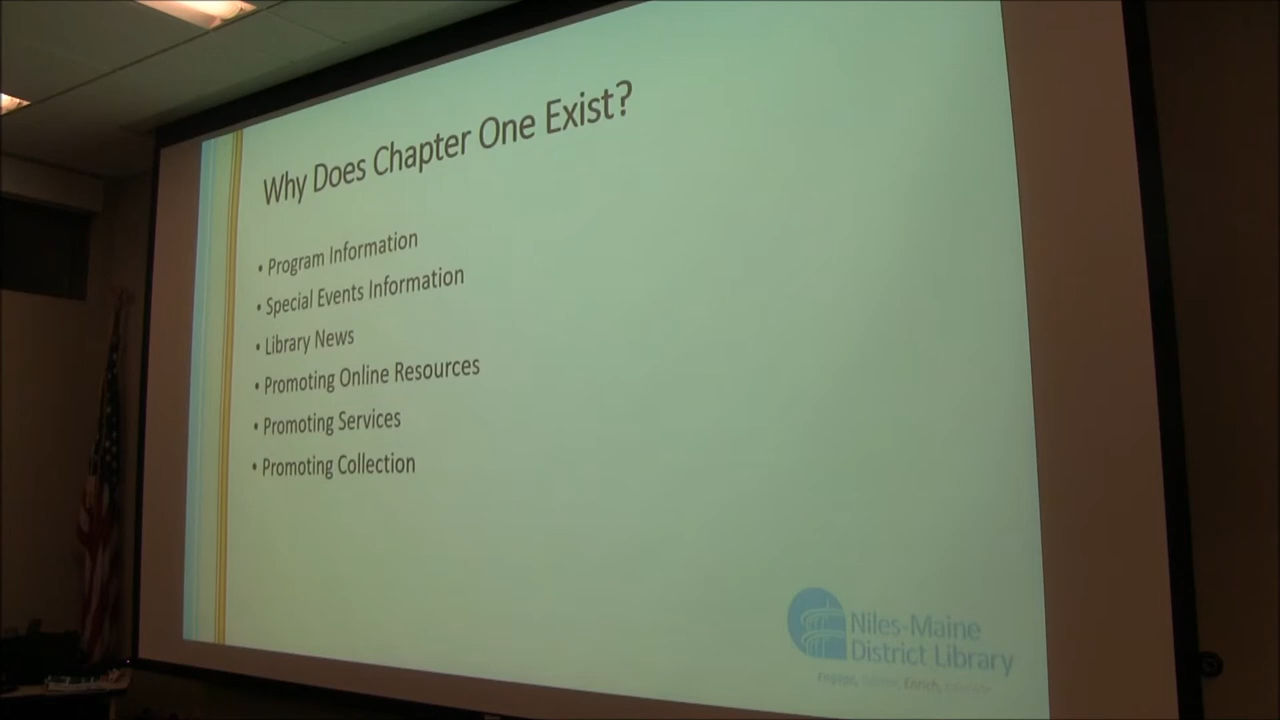 Why Does Chapter One Exist?
• Program Information
• Special Events Information
• Library News
• Promoting Online Resources
• Promoting Services
• Promoting Collection
Niles-Maine
District Library
Engage, Enrich,